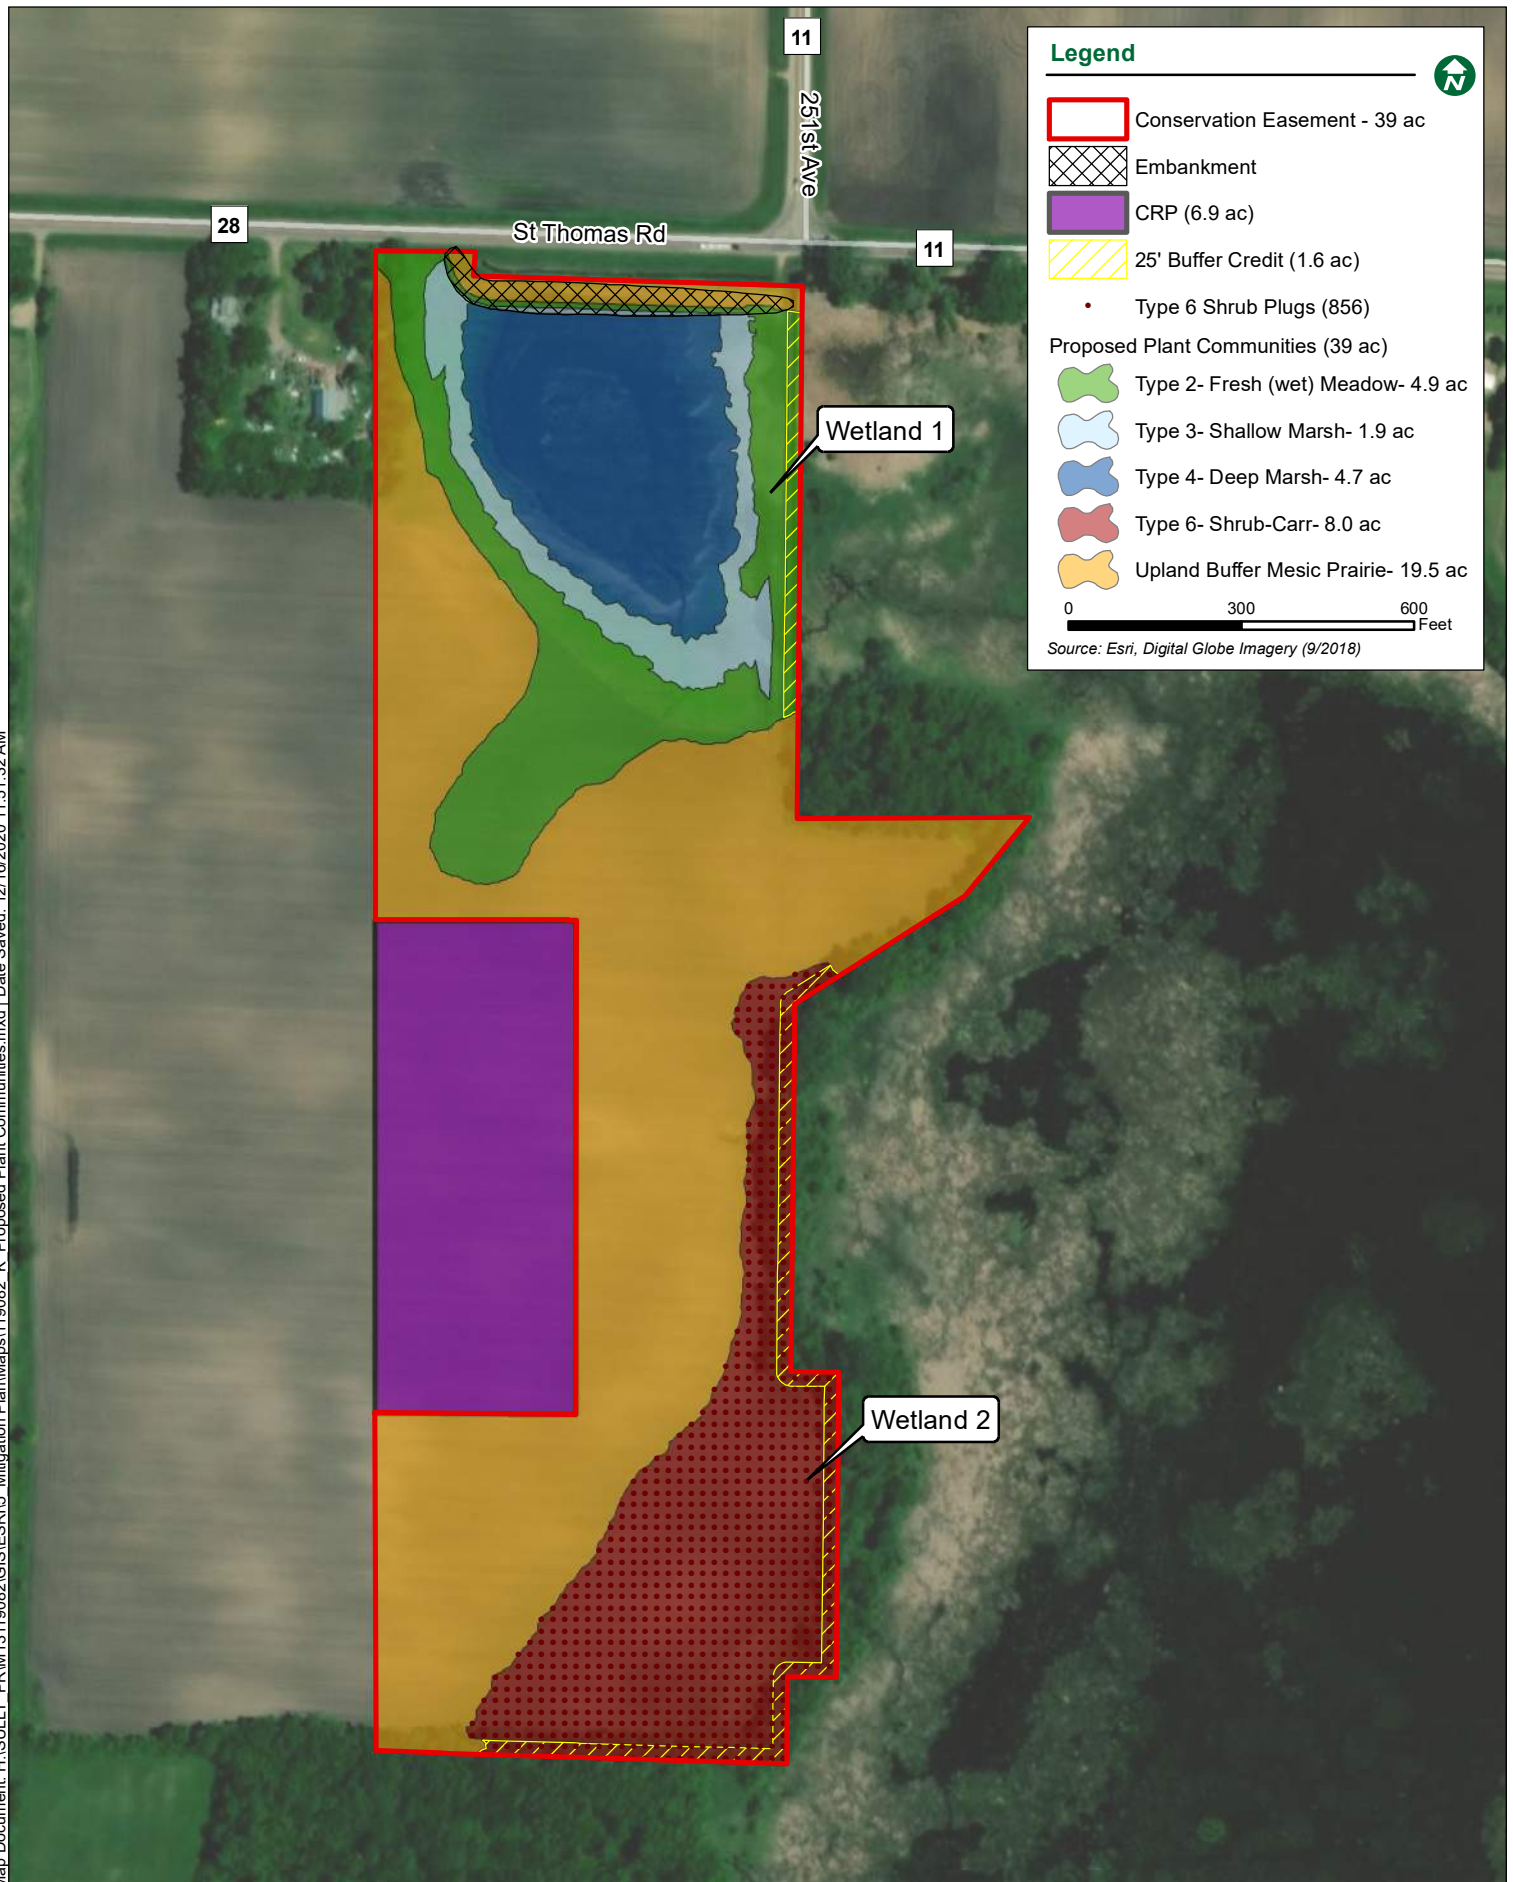 11
251st Ave
28
St Thomas Rd
11
Legend
N
Conservation Easement - 39 ac
Embankment
CRP (6.9 ac)
25' Buffer Credit (1.6 ac)
Type 6 Shrub Plugs (856)
Proposed Plant Communities (39 ac)
Type 2- Fresh (wet) Meadow- 4.9 ac
Type 3- Shallow Marsh- 1.9 ac
Type 4- Deep Marsh- 4.7 ac
Type 6- Shrub-Carr- 8.0 ac
Upland Buffer Mesic Prairie- 19.5 ac
0 300 600
Feet
Source: Esri, Digital Globe Imagery (9/2018)
Wetland 1
Wetland 2